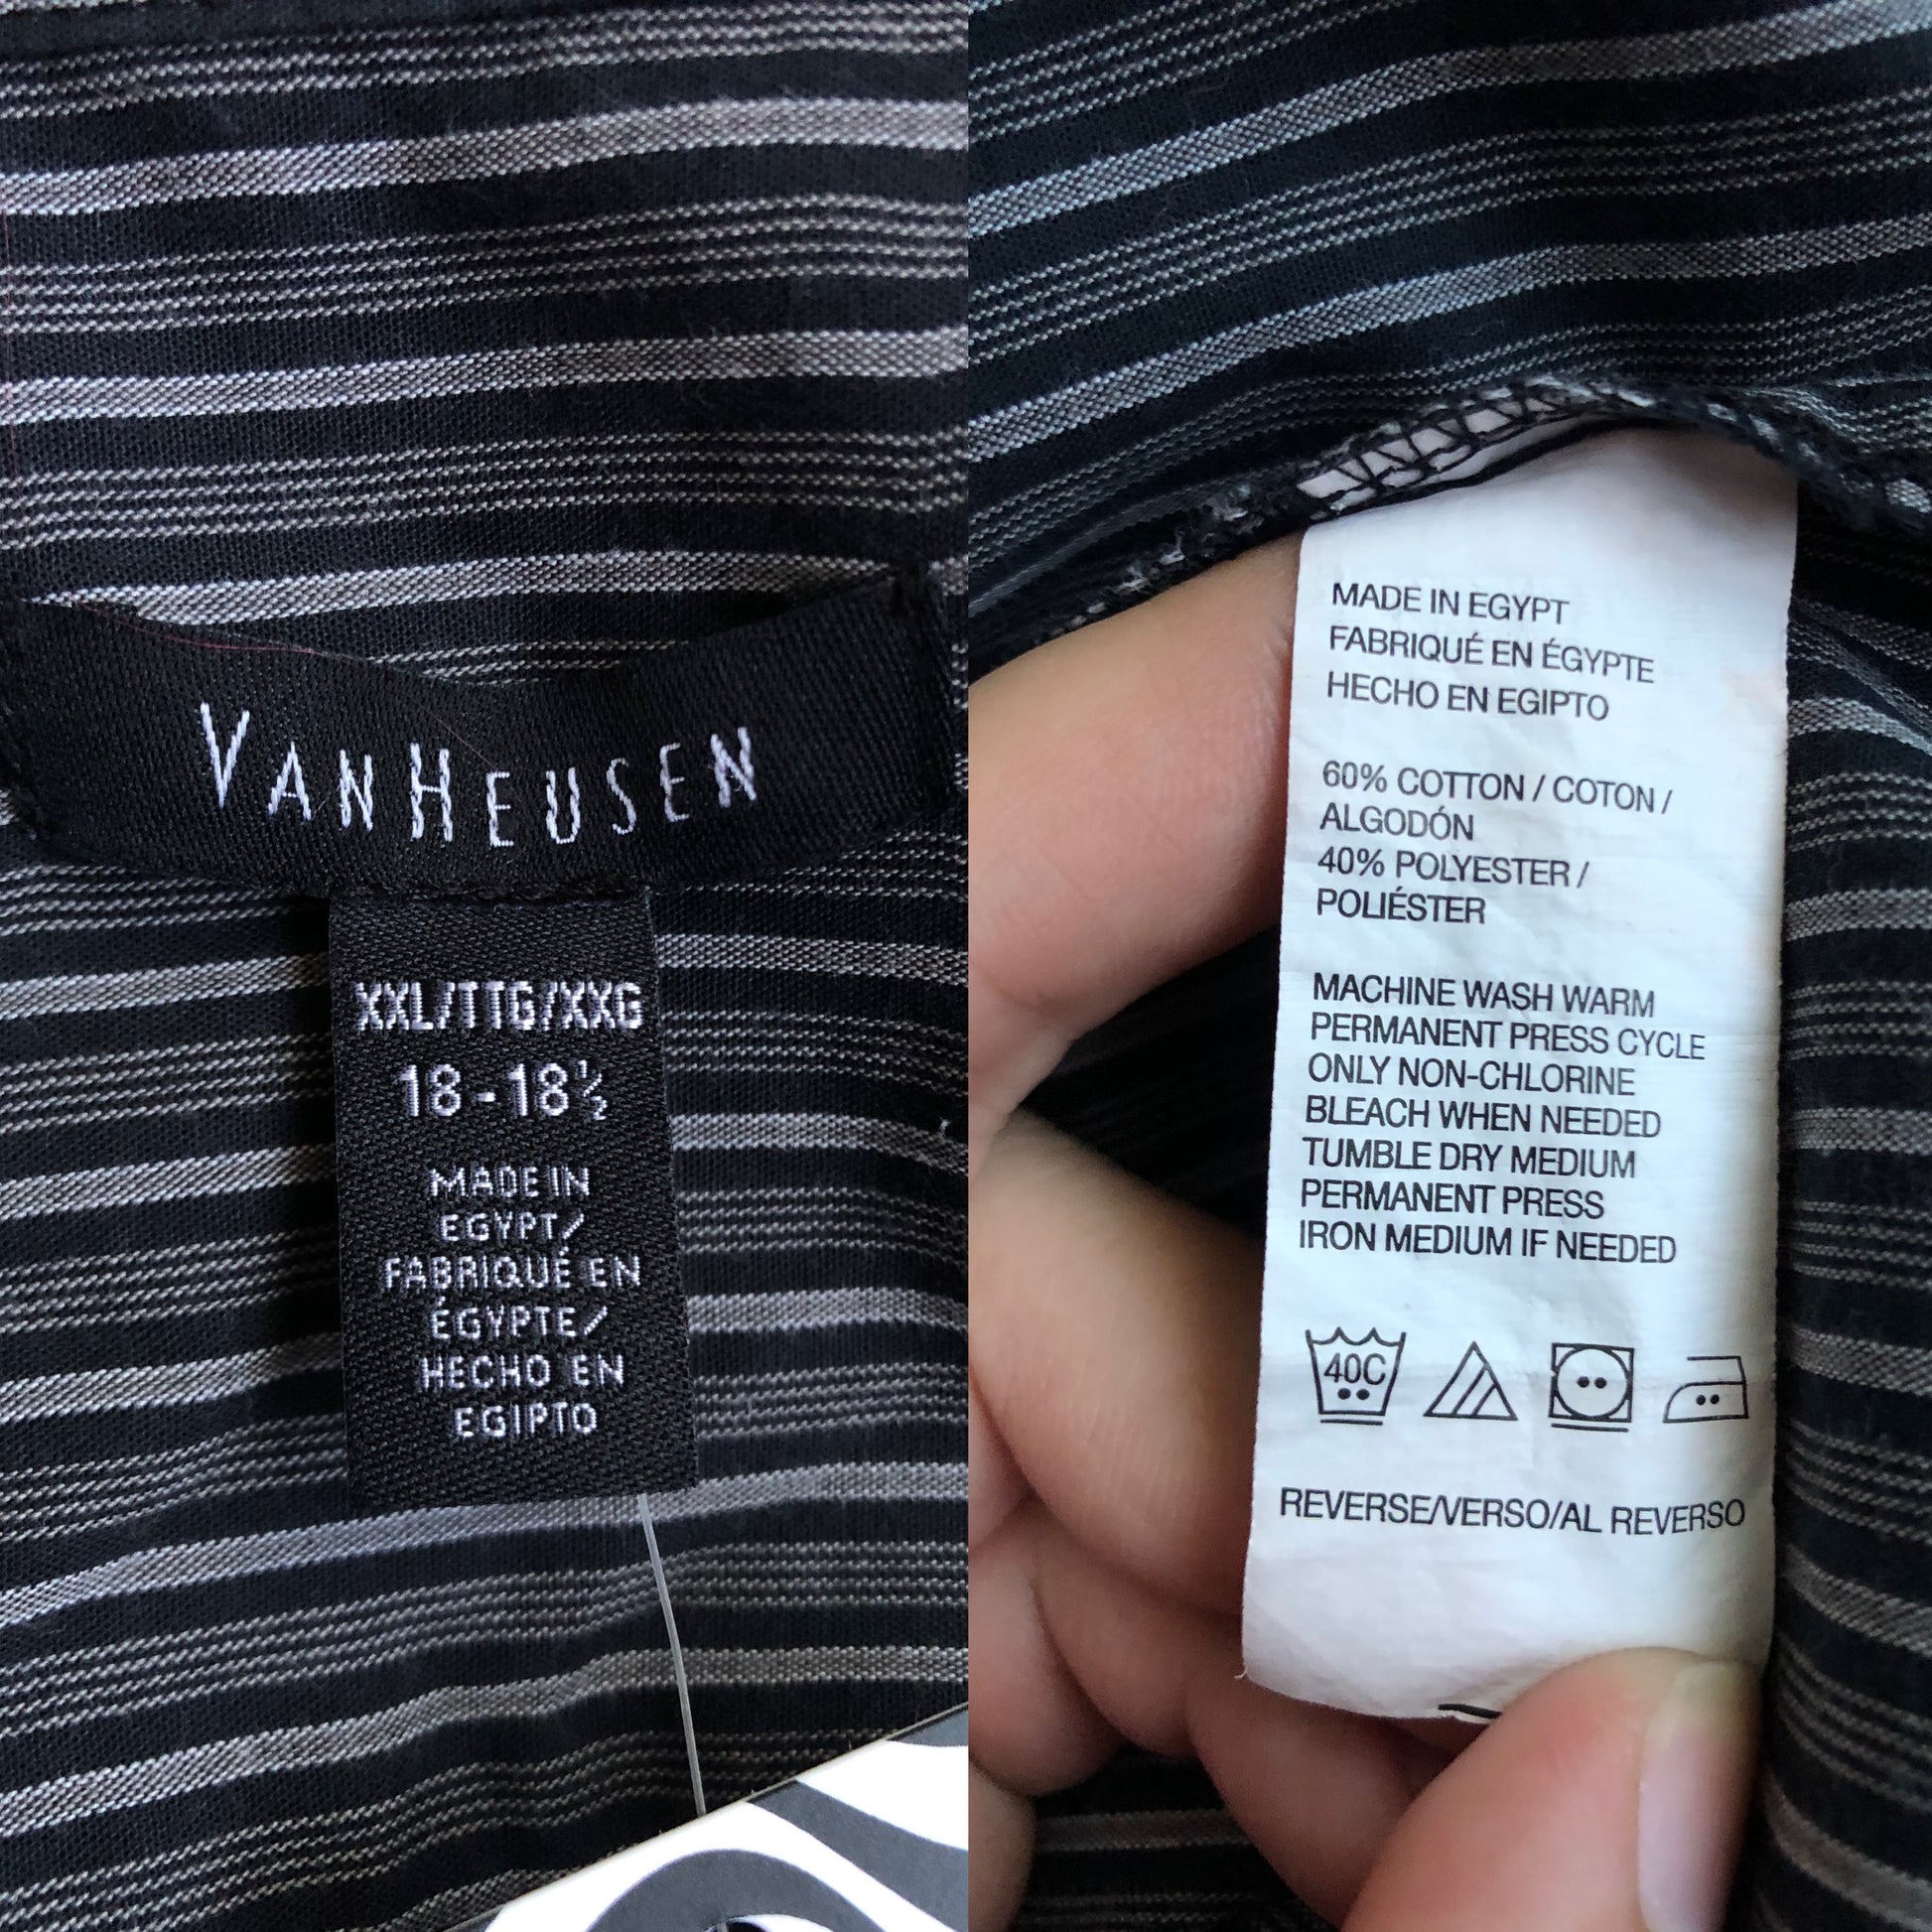 VANHEUSEN
XXL/TTG/XXG
18-18½
MADE IN
EGYPT/
FABRIQUÉ EN
ÉGYPTE/
HECHO EN
EGIPTO
MADE IN EGYPT
FABRIQUÉ EN ÉGYPTE
HECHO EN EGIPTO
60% COTTON / COTON /
ALGODÓN
40% POLYESTER /
POLIÉSTER
MACHINE WASH WARM
PERMANENT PRESS CYCLE
ONLY NON-CHLORINE
BLEACH WHEN NEEDED
TUMBLE DRY MEDIUM
PERMANENT PRESS
IRON MEDIUM IF NEEDED
40C
REVERSE/VERSO/AL REVERSO